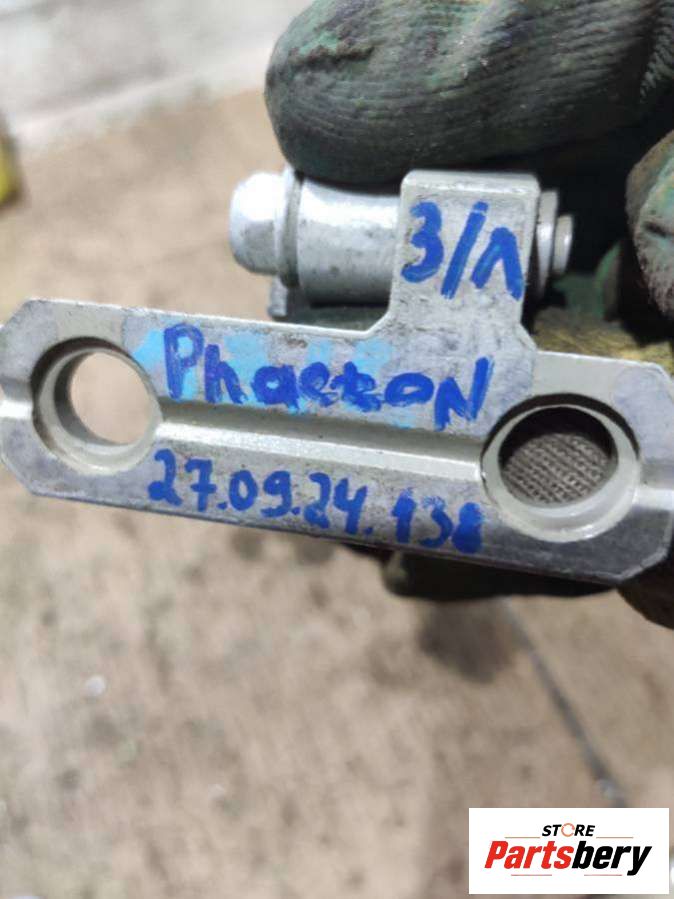 З/Л
Phaeton
27.09.24.138
STORE
Partsbery